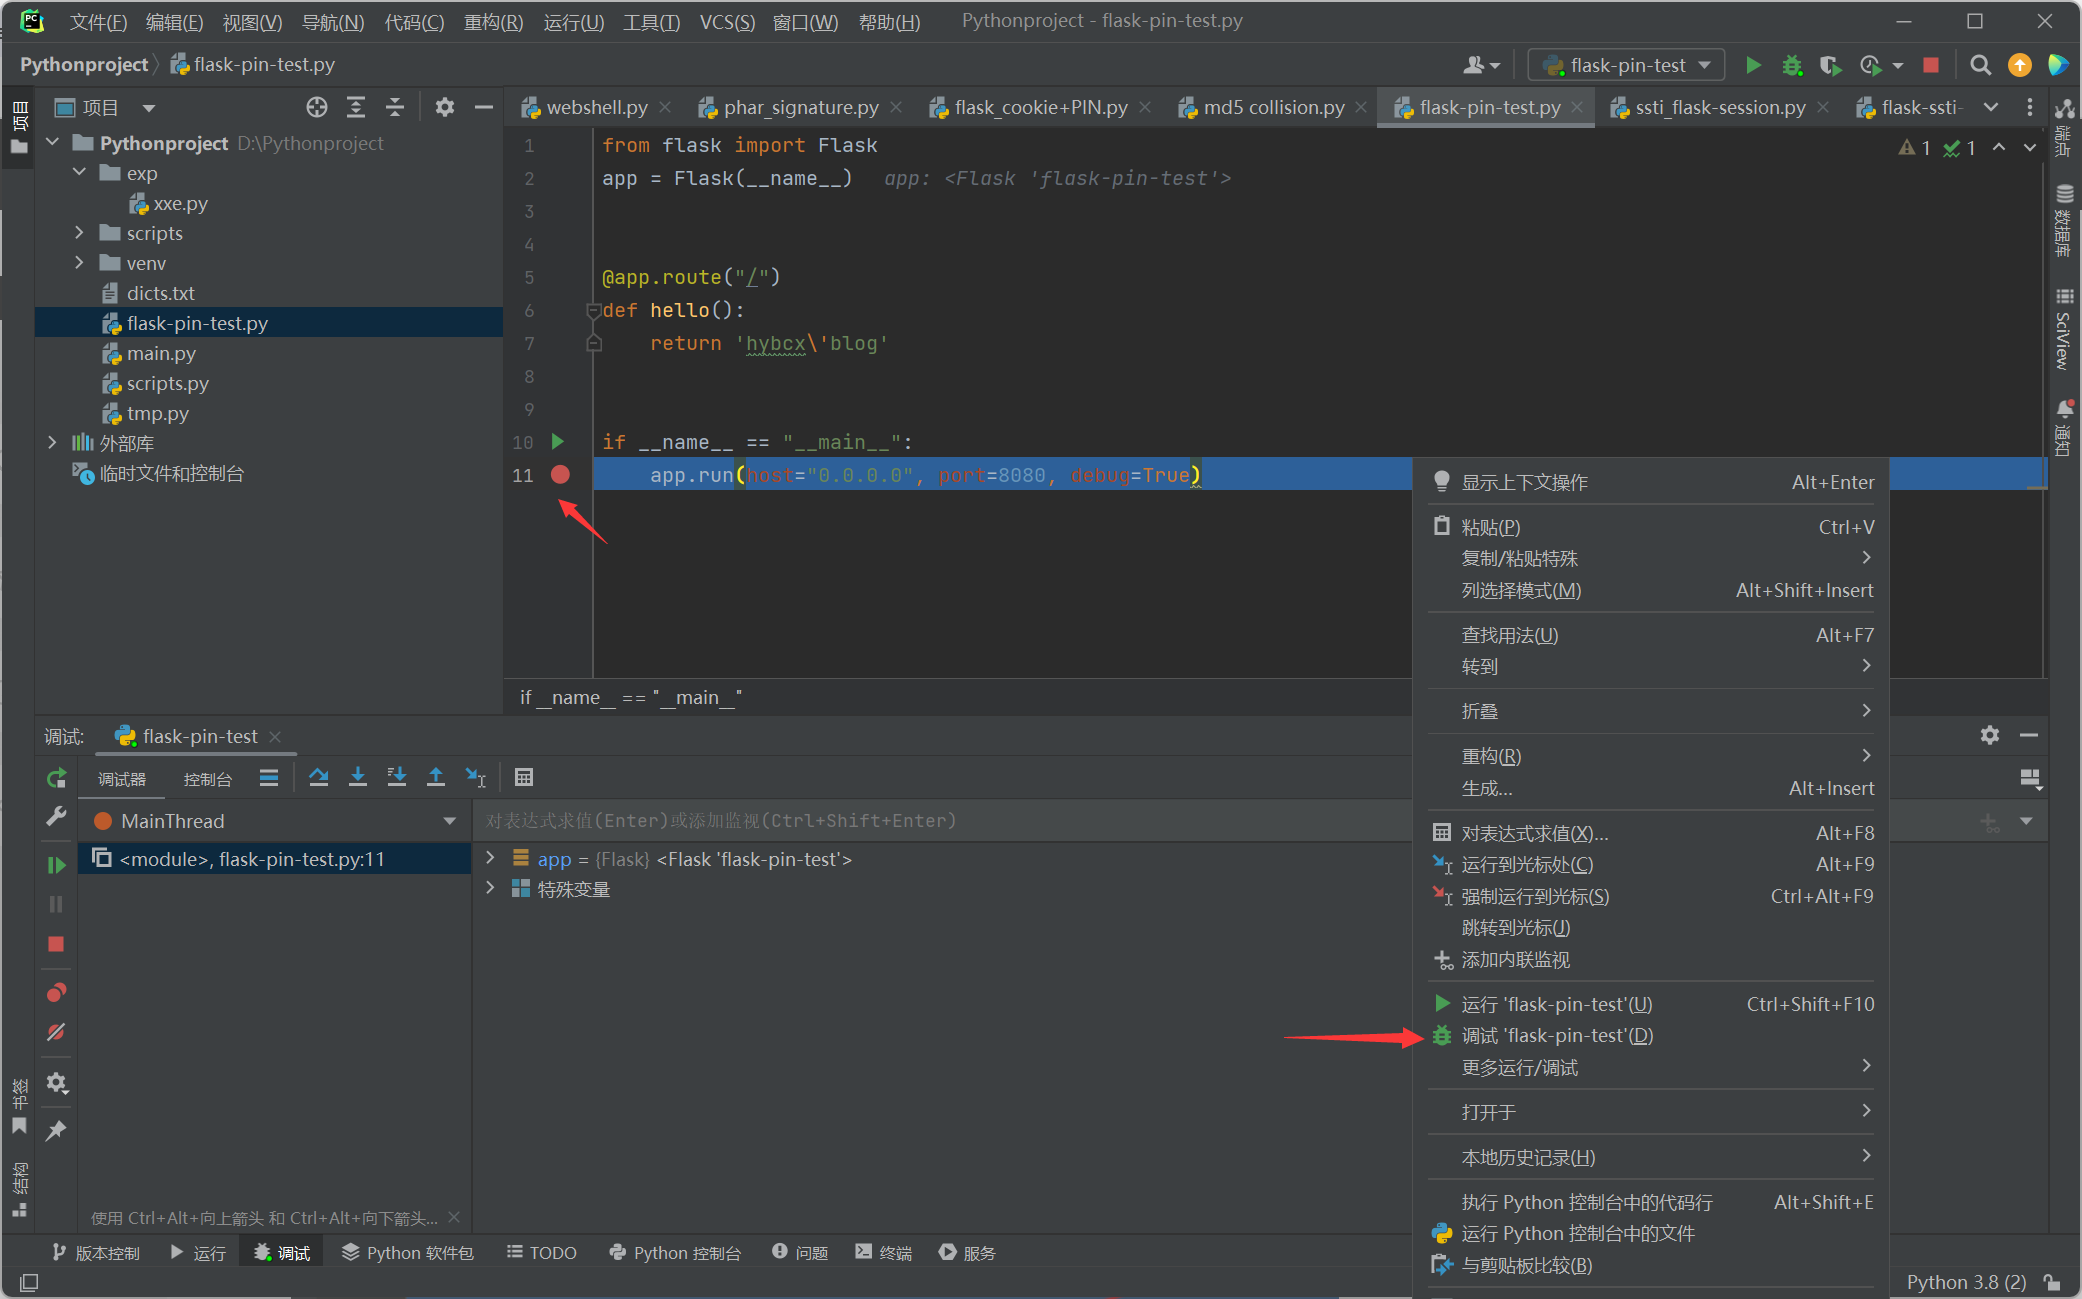 文件(F) 编辑(E) 视图(V) 导航(N) 代码(C) 重构(R) 运行(U) 工具(T) VCS(S) 窗口(W) 帮助(H) Pythonproject - flask-pin-test.py
Pythonproject flask-pin-test.py flask-pin-test
项目
项目
webshell.py phar_signature.py flask_cookie+PIN.py md5 collision.py flask-pin-test.py ssti_flask-session.py flask-ssti-
Pythonproject D:\Pythonproject
exp
xxe.py
scripts
venv
dicts.txt
flask-pin-test.py
main.py
scripts.py
tmp.py
外部库
临时文件和控制台
1 from flask import Flask
2 app = Flask(__name__) app: <Flask 'flask-pin-test'>
3
4
5 @app.route("/")
6 def hello():
7 return 'hybcx\'blog'
8
9
10 if __name__ == "__main__":
11 app.run(host="0.0.0.0", port=8080, debug=True)
1 1
端点
数据库
SciView
通知
if __name__ == "__main__"
调试: flask-pin-test
调试器 控制台
MainThread
对表达式求值(Enter)或添加监视(Ctrl+Shift+Enter)
<module>, flask-pin-test.py:11
app = {Flask} <Flask 'flask-pin-test'>
特殊变量
书签
结构
使用 Ctrl+Alt+向上箭头 和 Ctrl+Alt+向下箭头...
显示上下文操作 Alt+Enter
粘贴(P) Ctrl+V
复制/粘贴特殊
列选择模式(M) Alt+Shift+Insert
查找用法(U) Alt+F7
转到
折叠
重构(R)
生成... Alt+Insert
对表达式求值(X)... Alt+F8
运行到光标处(C) Alt+F9
强制运行到光标(S) Ctrl+Alt+F9
跳转到光标(J)
添加内联监视
运行 'flask-pin-test'(U) Ctrl+Shift+F10
调试 'flask-pin-test'(D)
更多运行/调试
打开于
本地历史记录(H)
执行 Python 控制台中的代码行 Alt+Shift+E
运行 Python 控制台中的文件
与剪贴板比较(B)
版本控制 运行 调试 Python 软件包 TODO Python 控制台 问题 终端 服务
Python 3.8 (2)